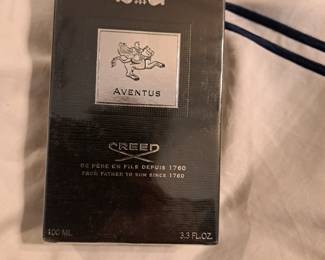 AVENTUS
CREED
DE PÈRE EN FILS DEPUIS 1760
FROM FATHER TO SON SINCE 1760
100 ML
3.3 FL.OZ.